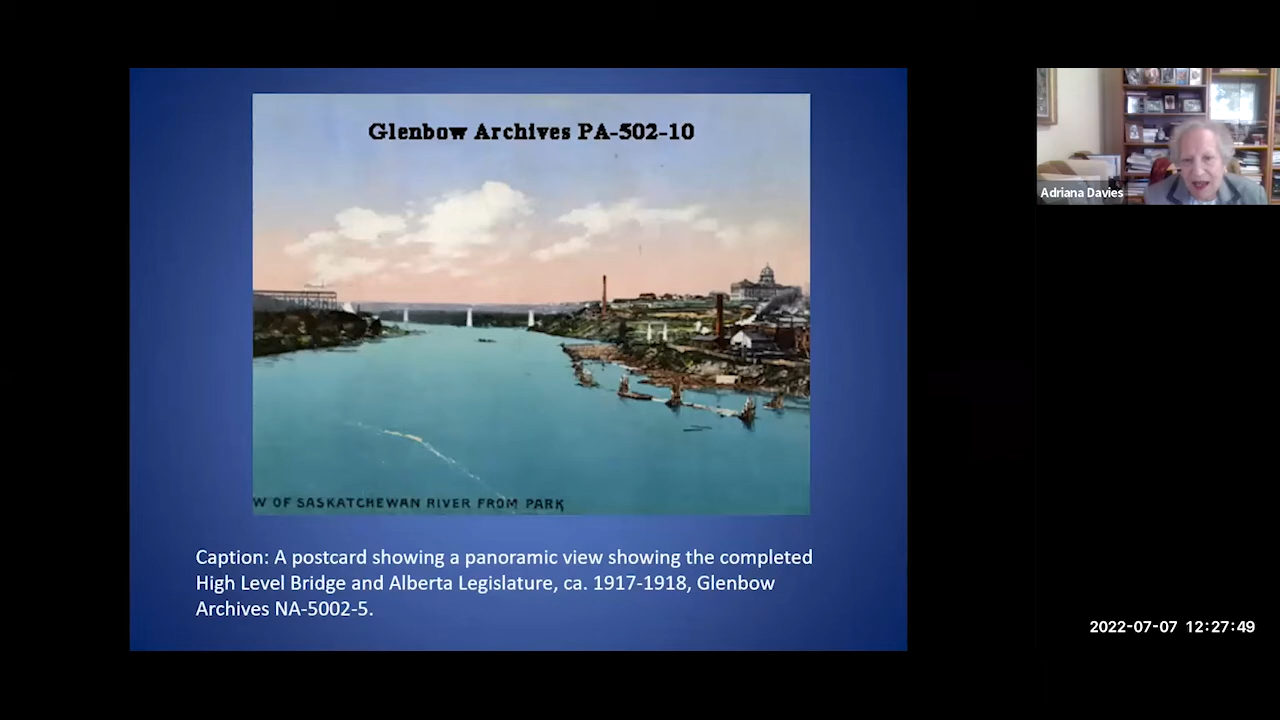 Glenbow Archives PA-502-10
W OF SASKATCHEWAN RIVER FROM PARK
Caption: A postcard showing a panoramic view showing the completed
High Level Bridge and Alberta Legislature, ca. 1917-1918, Glenbow
Archives NA-5002-5.
Adriana Davies
2022-07-07 12:27:49